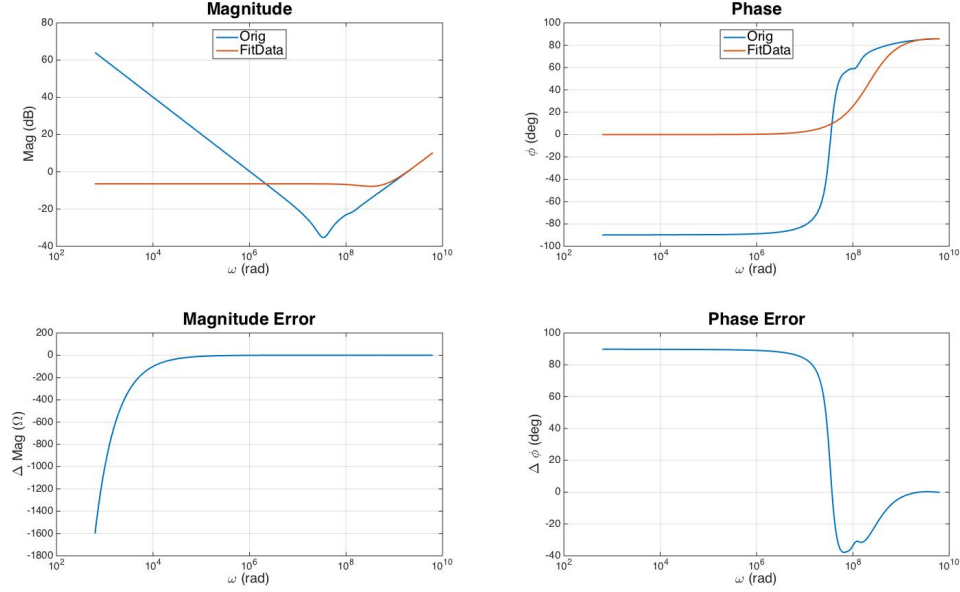 Magnitude
Orig
FitData
Mag (dB)
80
60
40
20
0
-20
-40
10² 10⁴ 10⁶ 10⁸ 10¹⁰
ω (rad)
Phase
Orig
FitData
ϕ (deg)
100
80
60
40
20
0
-20
-40
-60
-80
-100
10² 10⁴ 10⁶ 10⁸ 10¹⁰
ω (rad)
Magnitude Error
Δ Mag (Ω)
200
0
-200
-400
-600
-800
-1000
-1200
-1400
-1600
-1800
10² 10⁴ 10⁶ 10⁸ 10¹⁰
ω (rad)
Phase Error
Δ ϕ (deg)
100
80
60
40
20
0
-20
-40
10² 10⁴ 10⁶ 10⁸ 10¹⁰
ω (rad)